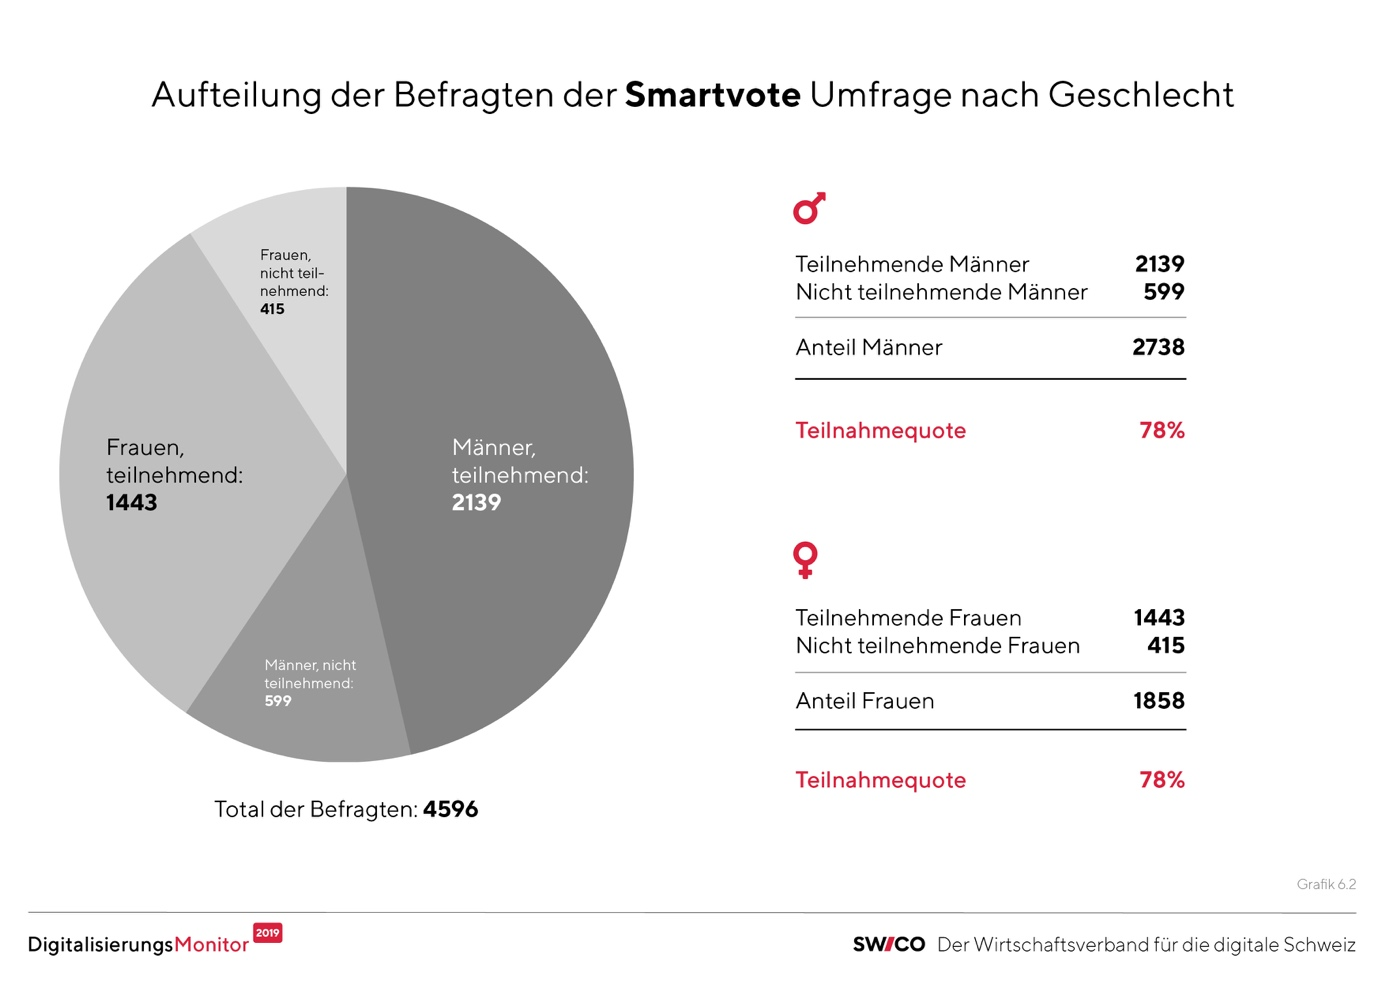 Aufteilung der Befragten der Smartvote Umfrage nach Geschlecht
Frauen,
nicht teil-
nehmend:
415
Frauen,
teilnehmend:
1443
Männer,
teilnehmend:
2139
Männer, nicht
teilnehmend:
599
Total der Befragten: 4596
Teilnehmende Männer 2139
Nicht teilnehmende Männer 599
Anteil Männer 2738
Teilnahmequote 78%
Teilnehmende Frauen 1443
Nicht teilnehmende Frauen 415
Anteil Frauen 1858
Teilnahmequote 78%
Grafik 6.2
DigitalisierungsMonitor 2019
SWICO Der Wirtschaftsverband für die digitale Schweiz